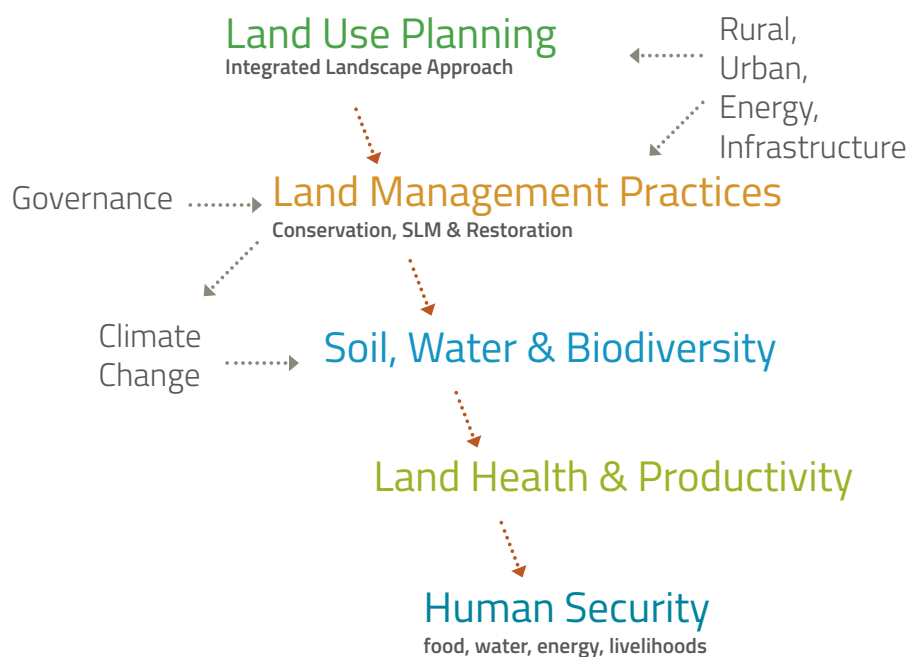 Land Use Planning
Integrated Landscape Approach
Rural,
Urban,
Energy,
Infrastructure
Governance
Land Management Practices
Conservation, SLM & Restoration
Climate
Change
Soil, Water & Biodiversity
Land Health & Productivity
Human Security
food, water, energy, livelihoods